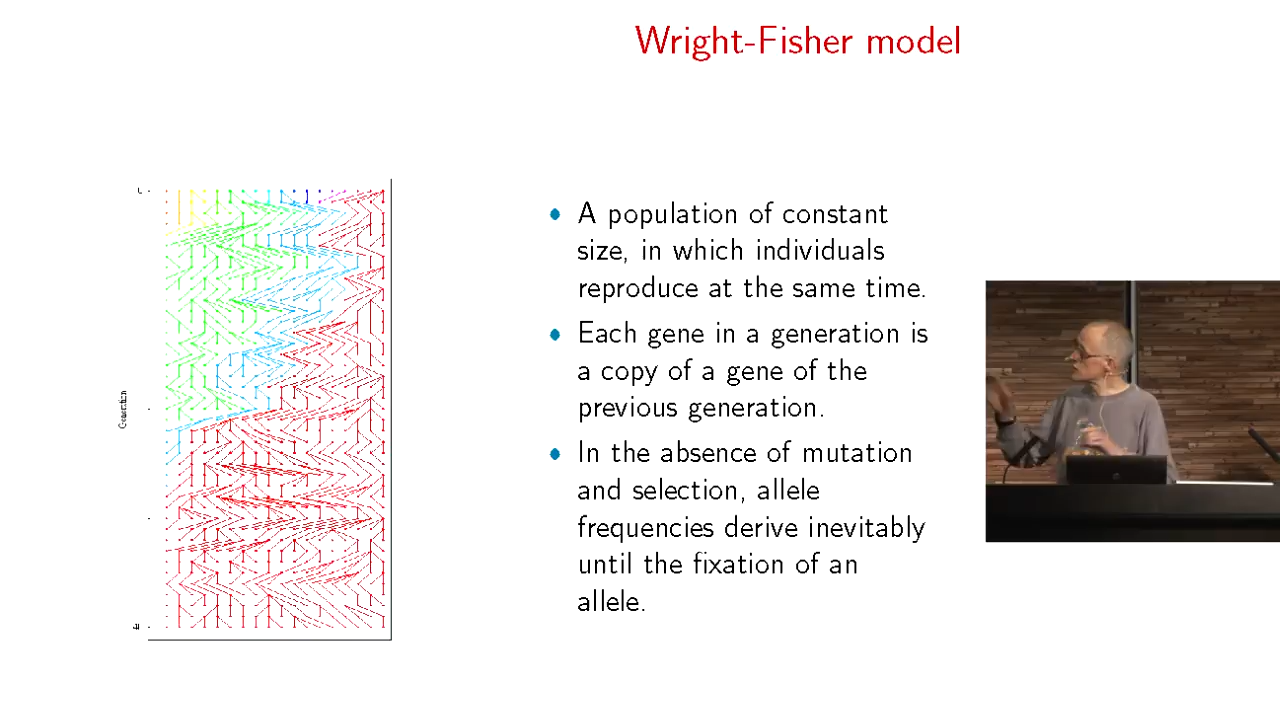 Wright-Fisher model
A population of constant
size, in which individuals
reproduce at the same time.
Each gene in a generation is
a copy of a gene of the
previous generation.
In the absence of mutation
and selection, allele
frequencies derive inevitably
until the fixation of an
allele.
Generation